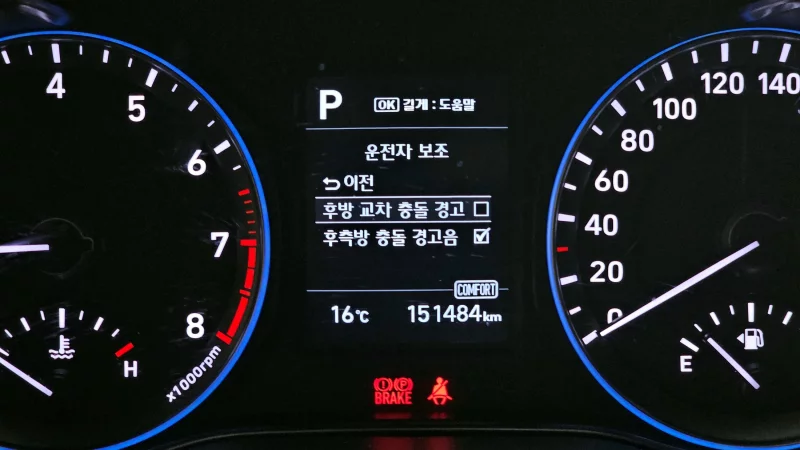 P
OK 길게 : 도움말
운전자 보조
이전
후방 교차 충돌 경고
후측방 충돌 경고음
COMFORT
16℃ 151484km
4
5
6
7
8
x1000rpm
H
0
20
40
60
80
100
120
140
E
(!) (P)
BRAKE